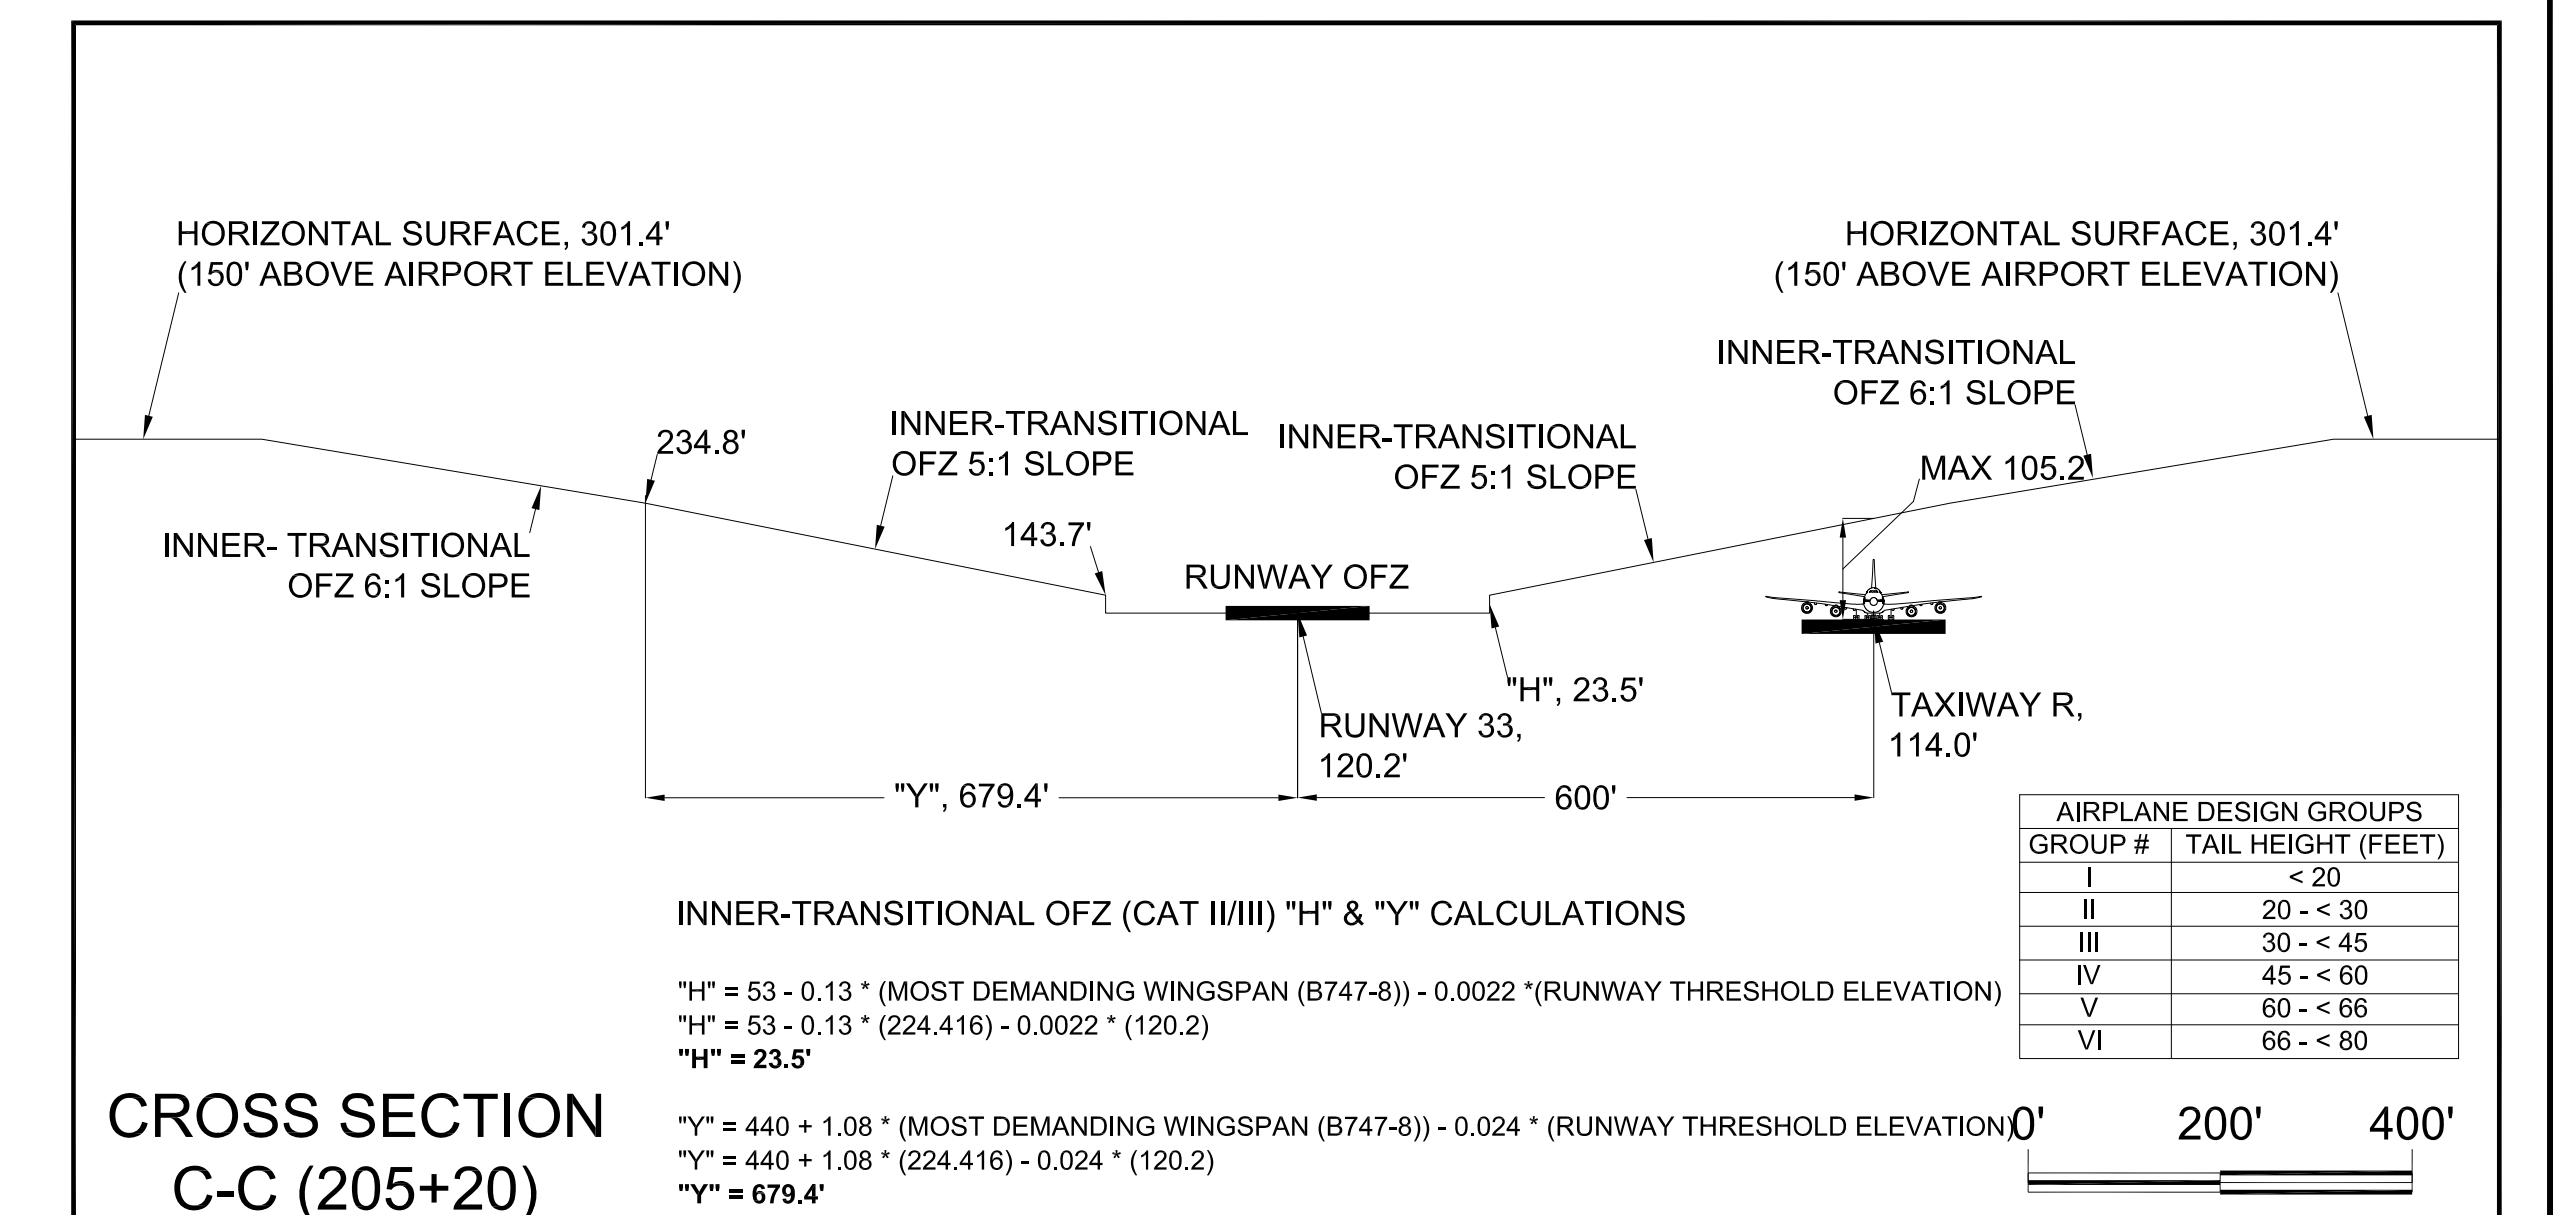 HORIZONTAL SURFACE, 301.4'
(150' ABOVE AIRPORT ELEVATION)
HORIZONTAL SURFACE, 301.4'
(150' ABOVE AIRPORT ELEVATION)
INNER-TRANSITIONAL
OFZ 6:1 SLOPE
234.8'
INNER-TRANSITIONAL
OFZ 5:1 SLOPE
INNER-TRANSITIONAL
OFZ 5:1 SLOPE
MAX 105.2
INNER- TRANSITIONAL
OFZ 6:1 SLOPE
143.7'
RUNWAY OFZ
"H", 23.5'
RUNWAY 33,
120.2'
TAXIWAY R,
114.0'
"Y", 679.4'
600'
AIRPLANE DESIGN GROUPS
GROUP # TAIL HEIGHT (FEET)
I < 20
II 20 - < 30
III 30 - < 45
IV 45 - < 60
V 60 - < 66
VI 66 - < 80
INNER-TRANSITIONAL OFZ (CAT II/III) "H" & "Y" CALCULATIONS
"H" = 53 - 0.13 * (MOST DEMANDING WINGSPAN (B747-8)) - 0.0022 *(RUNWAY THRESHOLD ELEVATION)
"H" = 53 - 0.13 * (224.416) - 0.0022 * (120.2)
"H" = 23.5'
"Y" = 440 + 1.08 * (MOST DEMANDING WINGSPAN (B747-8)) - 0.024 * (RUNWAY THRESHOLD ELEVATION)
"Y" = 440 + 1.08 * (224.416) - 0.024 * (120.2)
"Y" = 679.4'
CROSS SECTION
C-C (205+20)
0' 200' 400'